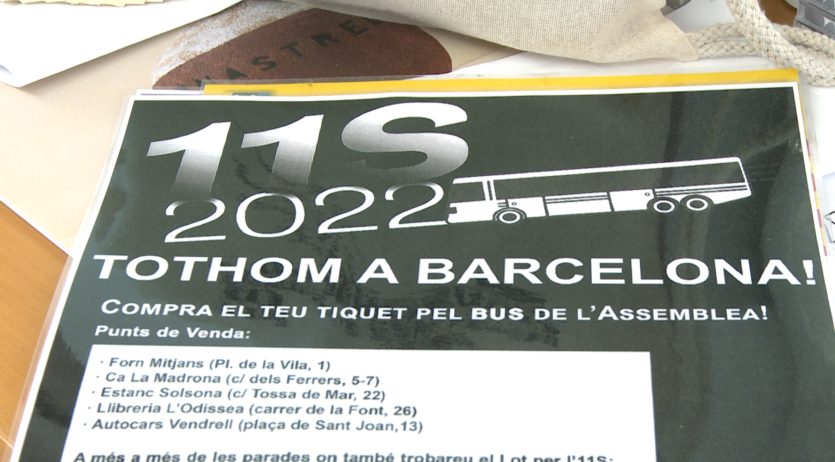 MASTRE
11S
2022
TOTHOM A BARCELONA!
COMPRA EL TEU TIQUET PEL BUS DE L'ASSEMBLEA!
Punts de Venda:
· Forn Mitjans (Pl. de la Vila, 1)
· Ca La Madrona (c/ dels Ferrers, 5-7)
· Estanc Solsona (c/ Tossa de Mar, 22)
· Llibreria L'Odissea (carrer de la Font, 26)
· Autocars Vendrell (plaça de Sant Joan,13)
A més a més de les parades on també trobareu el Lot per l'11S: